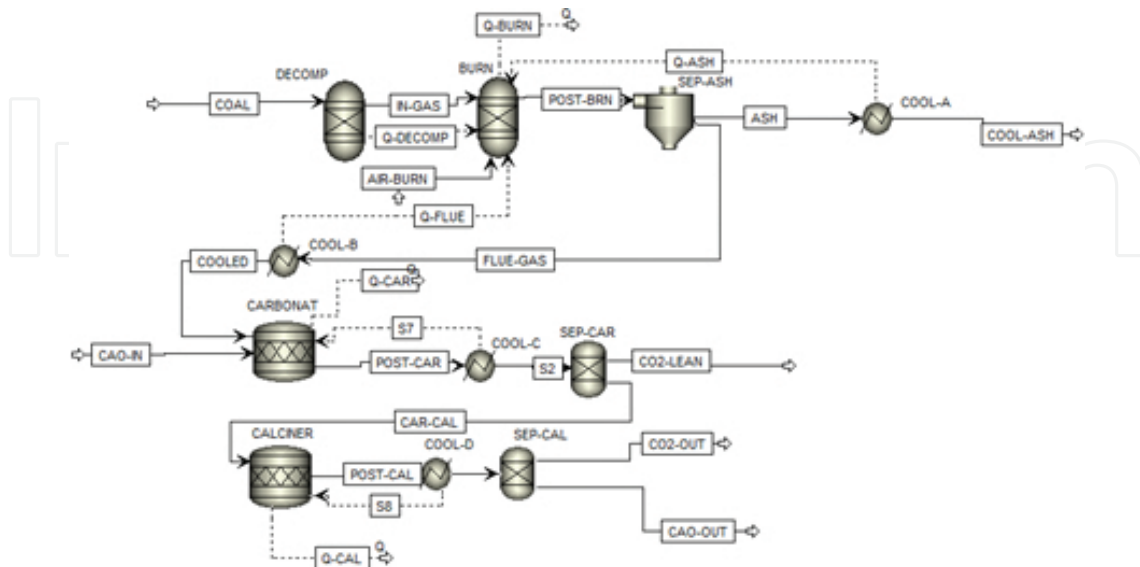 Q-BURN
Q
DECOMP
BURN
Q-ASH
SEP-ASH
COAL
IN-GAS
POST-BRN
ASH
COOL-A
Q-DECOMP
COOL-ASH
AIR-BURN
Q-FLUE
COOL-B
COOLED
FLUE-GAS
Q-CAR
Q
CARBONAT
S7
SEP-CAR
CAO-IN
COOL-C
POST-CAR
S2
CO2-LEAN
CAR-CAL
CALCINER
COOL-D
SEP-CAL
CO2-OUT
POST-CAL
S8
CAO-OUT
Q-CAL
Q